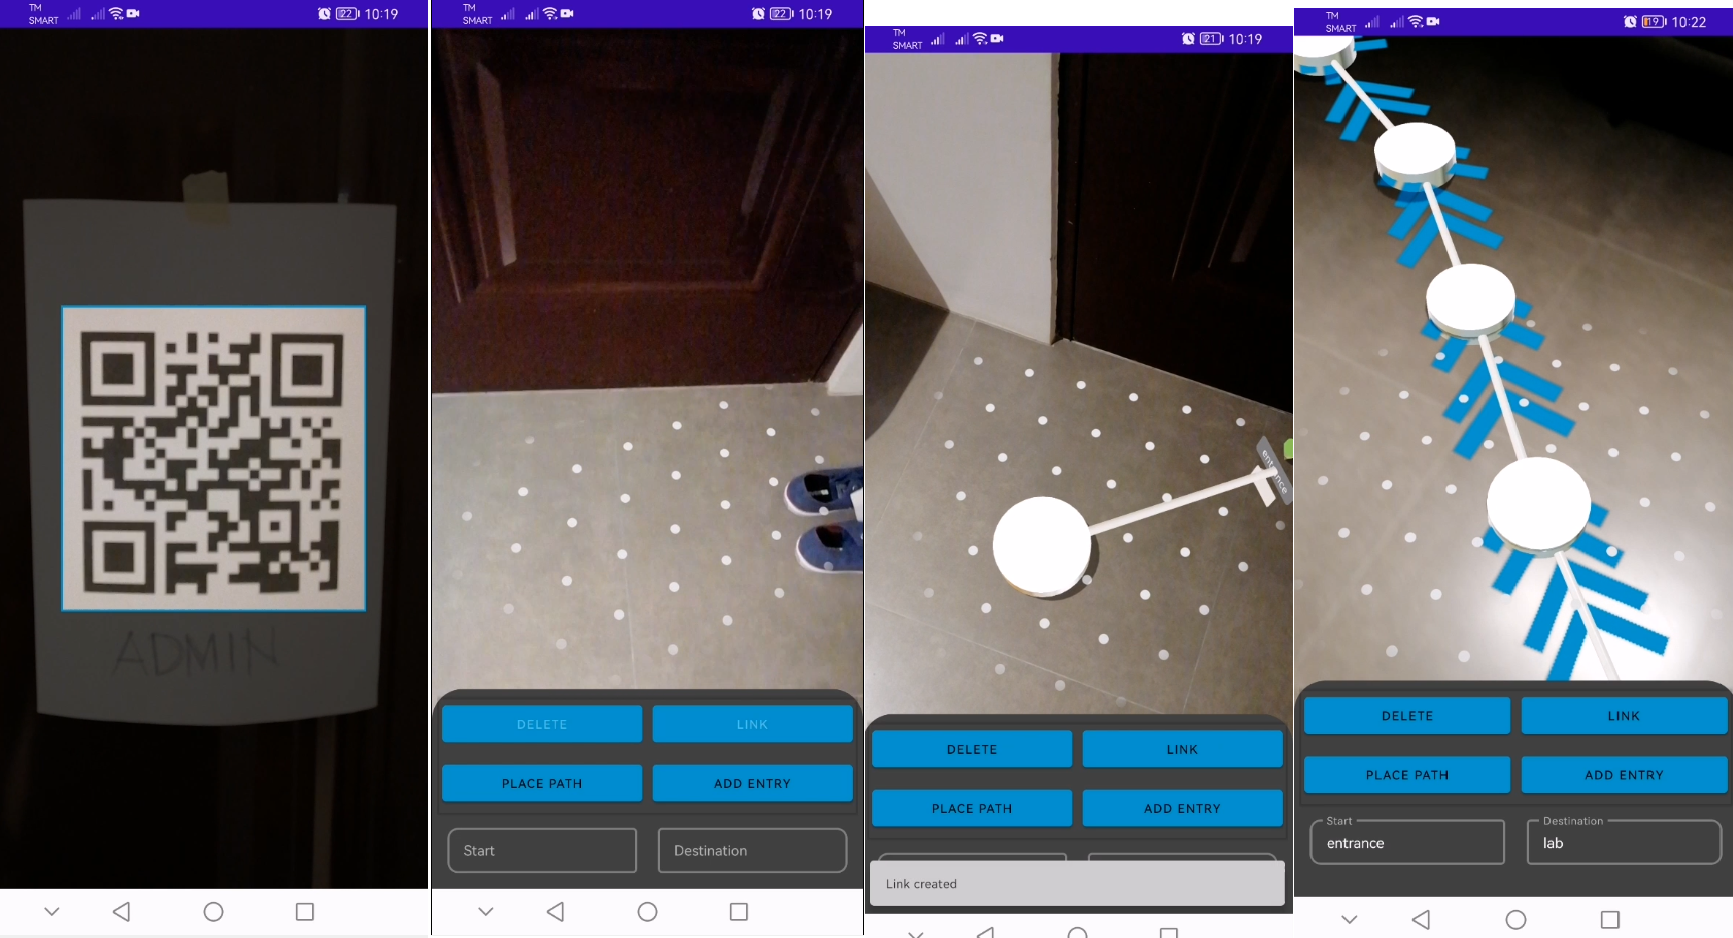 TM
SMART
22
10:19
ADMIN
TM
SMART
22
10:19
DELETE
LINK
PLACE PATH
ADD ENTRY
Start
Destination
TM
SMART
21
10:19
entrance
DELETE
LINK
PLACE PATH
ADD ENTRY
Link created
TM
SMART
19
10:22
DELETE
LINK
PLACE PATH
ADD ENTRY
Start
entrance
Destination
lab